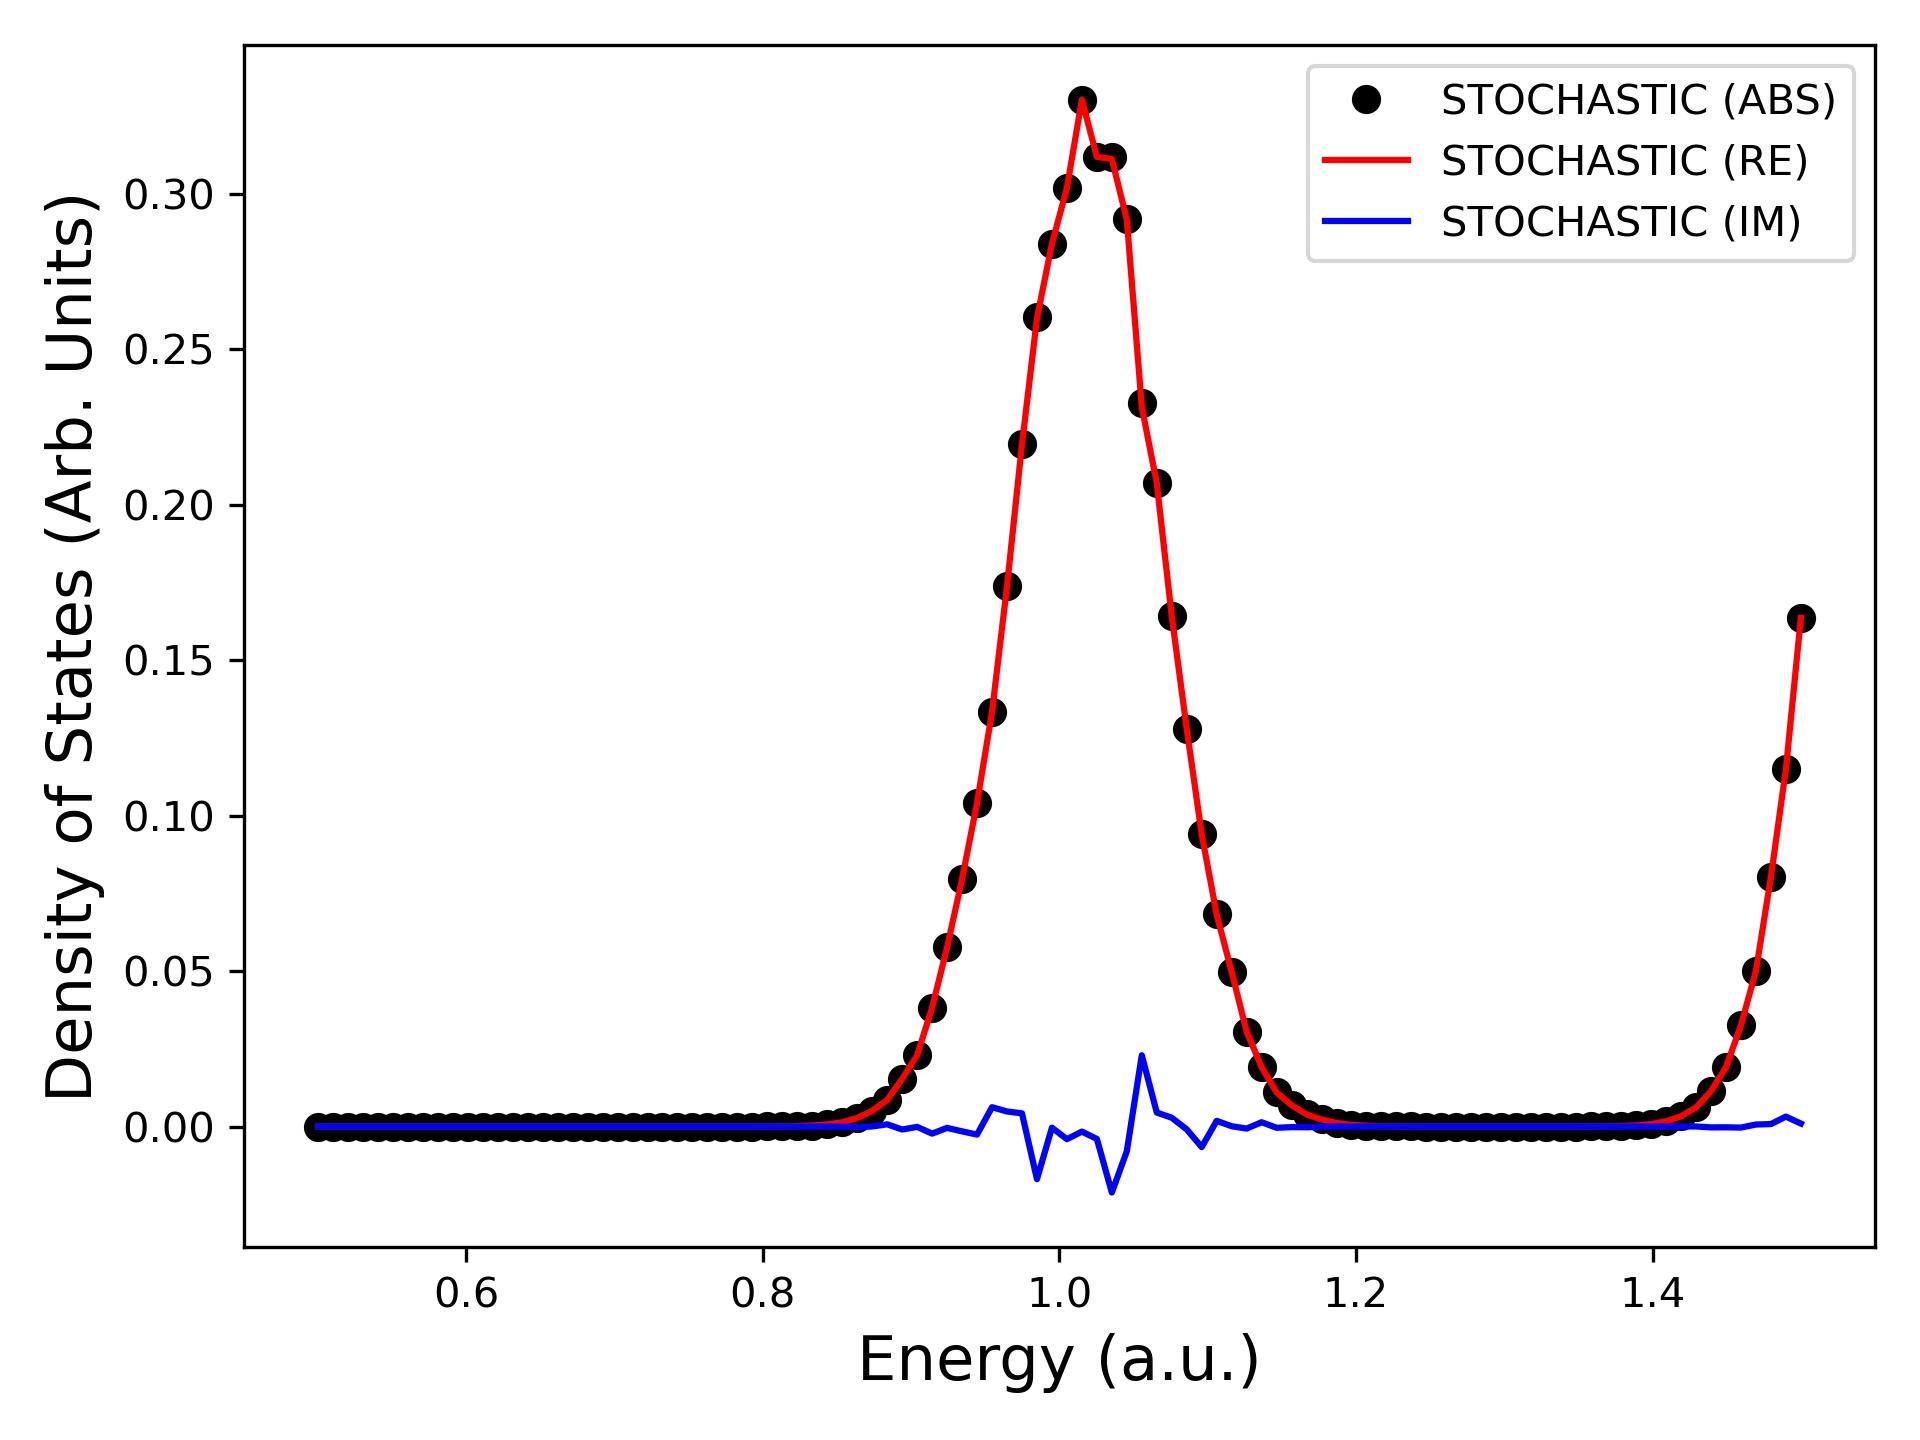 STOCHASTIC (ABS)
STOCHASTIC (RE)
STOCHASTIC (IM)
Density of States (Arb. Units)
0.30
0.25
0.20
0.15
0.10
0.05
0.00
0.6 0.8 1.0 1.2 1.4
Energy (a.u.)